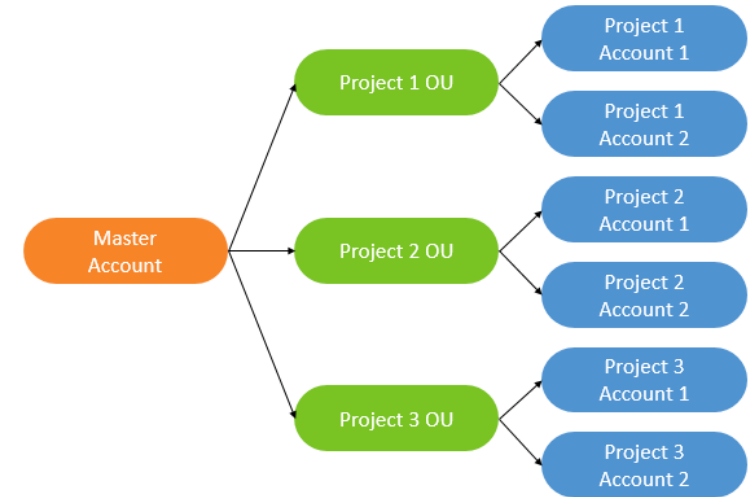 Master
Account
Project 1 OU
Project 1
Account 1
Project 1
Account 2
Project 2 OU
Project 2
Account 1
Project 2
Account 2
Project 3 OU
Project 3
Account 1
Project 3
Account 2